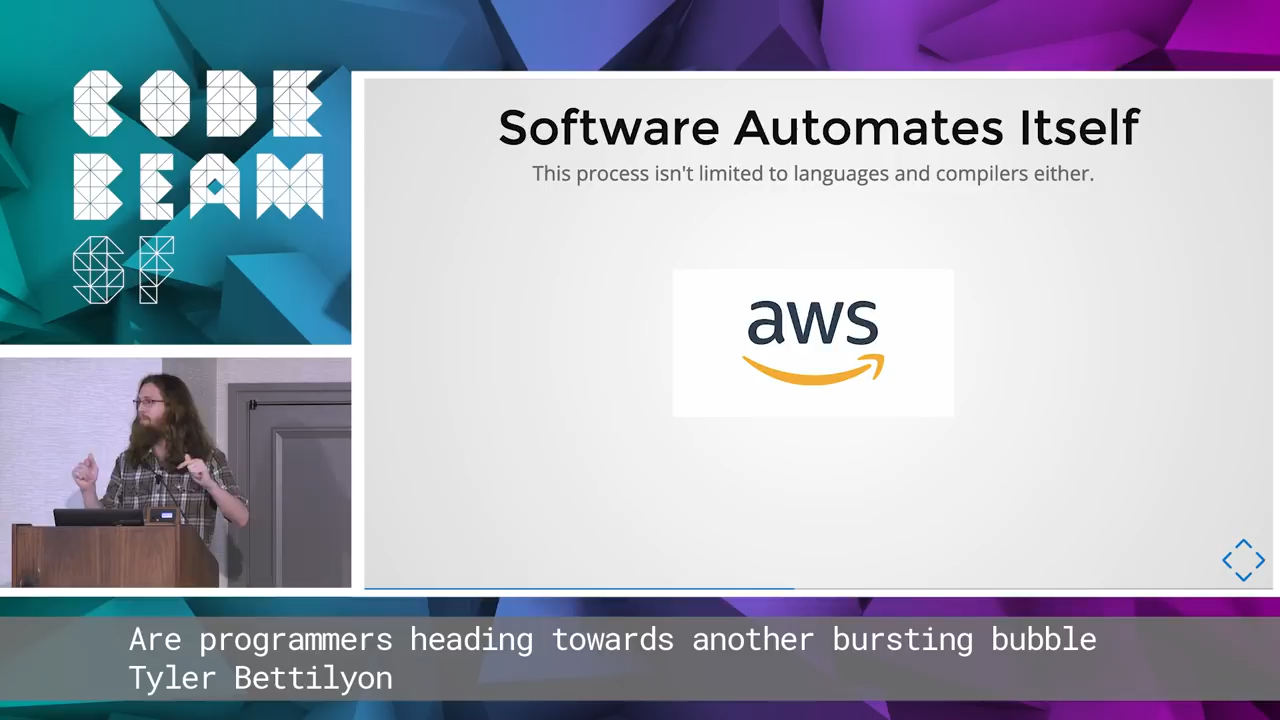 CODE
BEAM
SF
Software Automates Itself
This process isn't limited to languages and compilers either.
aws
Are programmers heading towards another bursting bubble
Tyler Bettilyon